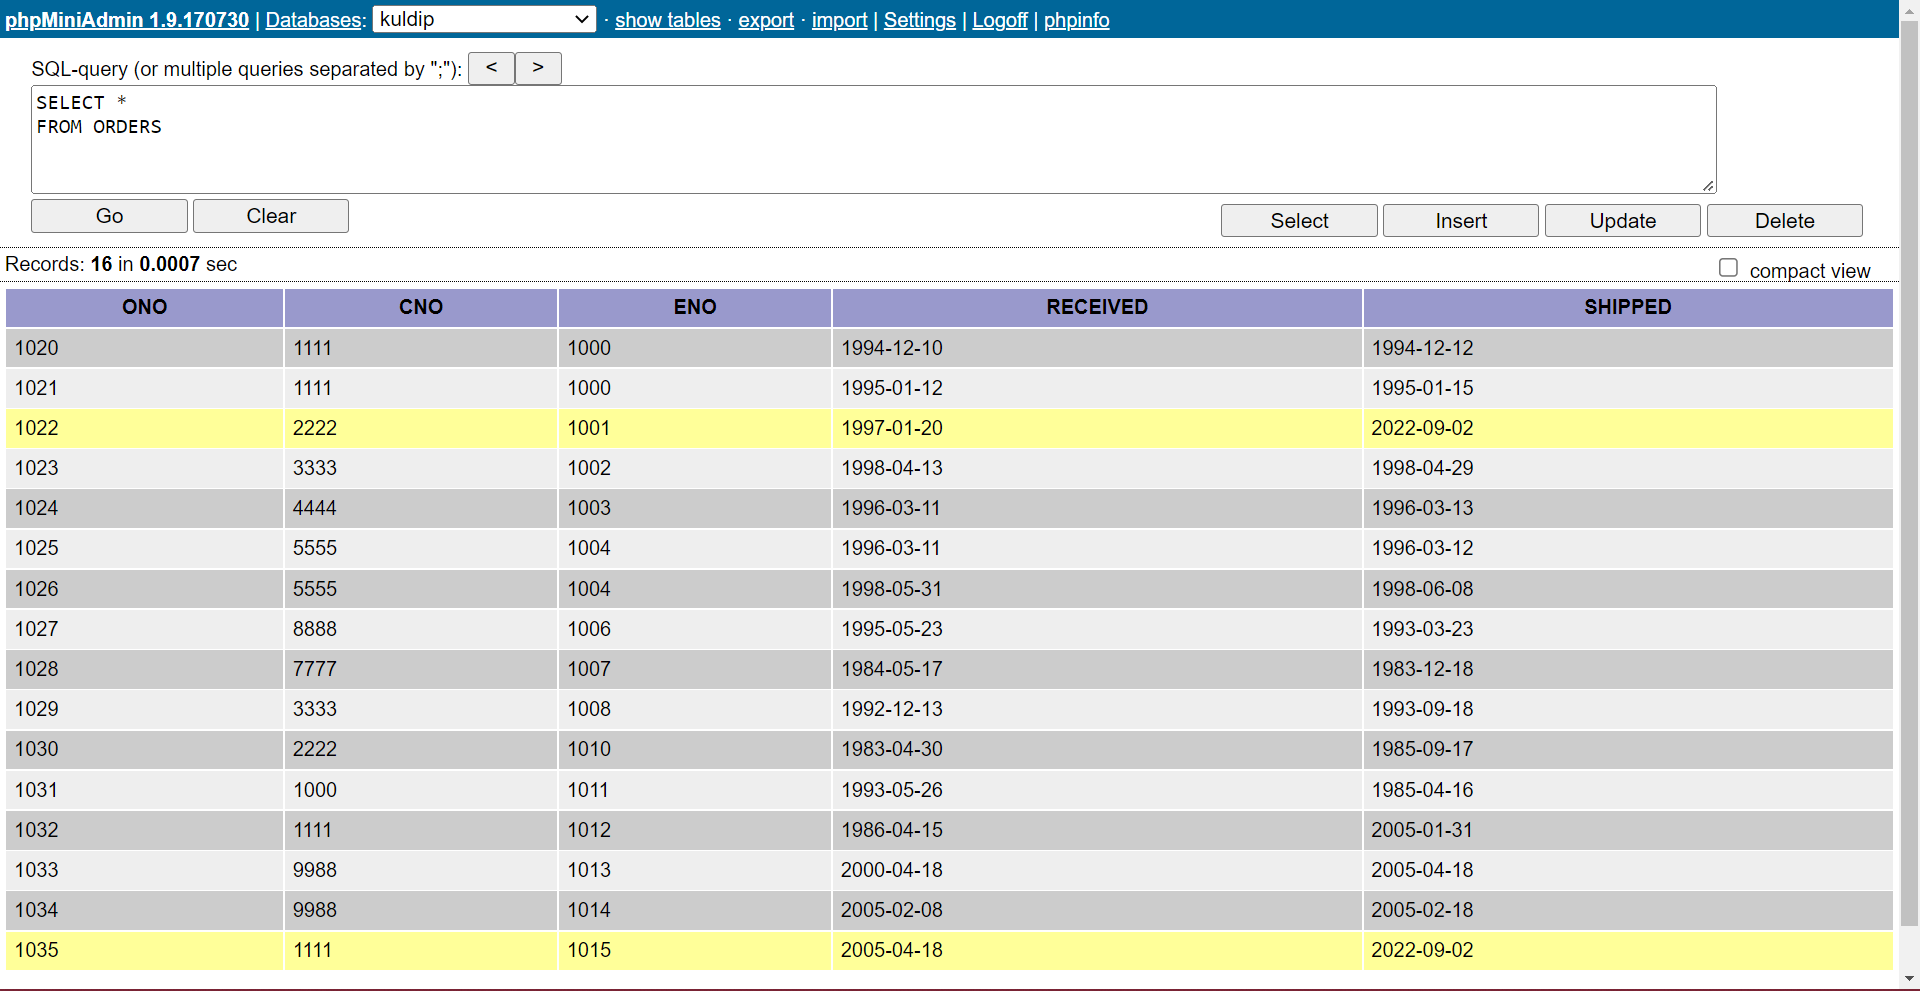 phpMiniAdmin 1.9.170730 | Databases: kuldip · show tables · export · import | Settings | Logoff | phpinfo
SQL-query (or multiple queries separated by ";"): < >
SELECT *
FROM ORDERS
Go Clear Select Insert Update Delete
Records: 16 in 0.0007 sec compact view
ONO CNO ENO RECEIVED SHIPPED
1020 1111 1000 1994-12-10 1994-12-12
1021 1111 1000 1995-01-12 1995-01-15
1022 2222 1001 1997-01-20 2022-09-02
1023 3333 1002 1998-04-13 1998-04-29
1024 4444 1003 1996-03-11 1996-03-13
1025 5555 1004 1996-03-11 1996-03-12
1026 5555 1004 1998-05-31 1998-06-08
1027 8888 1006 1995-05-23 1993-03-23
1028 7777 1007 1984-05-17 1983-12-18
1029 3333 1008 1992-12-13 1993-09-18
1030 2222 1010 1983-04-30 1985-09-17
1031 1000 1011 1993-05-26 1985-04-16
1032 1111 1012 1986-04-15 2005-01-31
1033 9988 1013 2000-04-18 2005-04-18
1034 9988 1014 2005-02-08 2005-02-18
1035 1111 1015 2005-04-18 2022-09-02